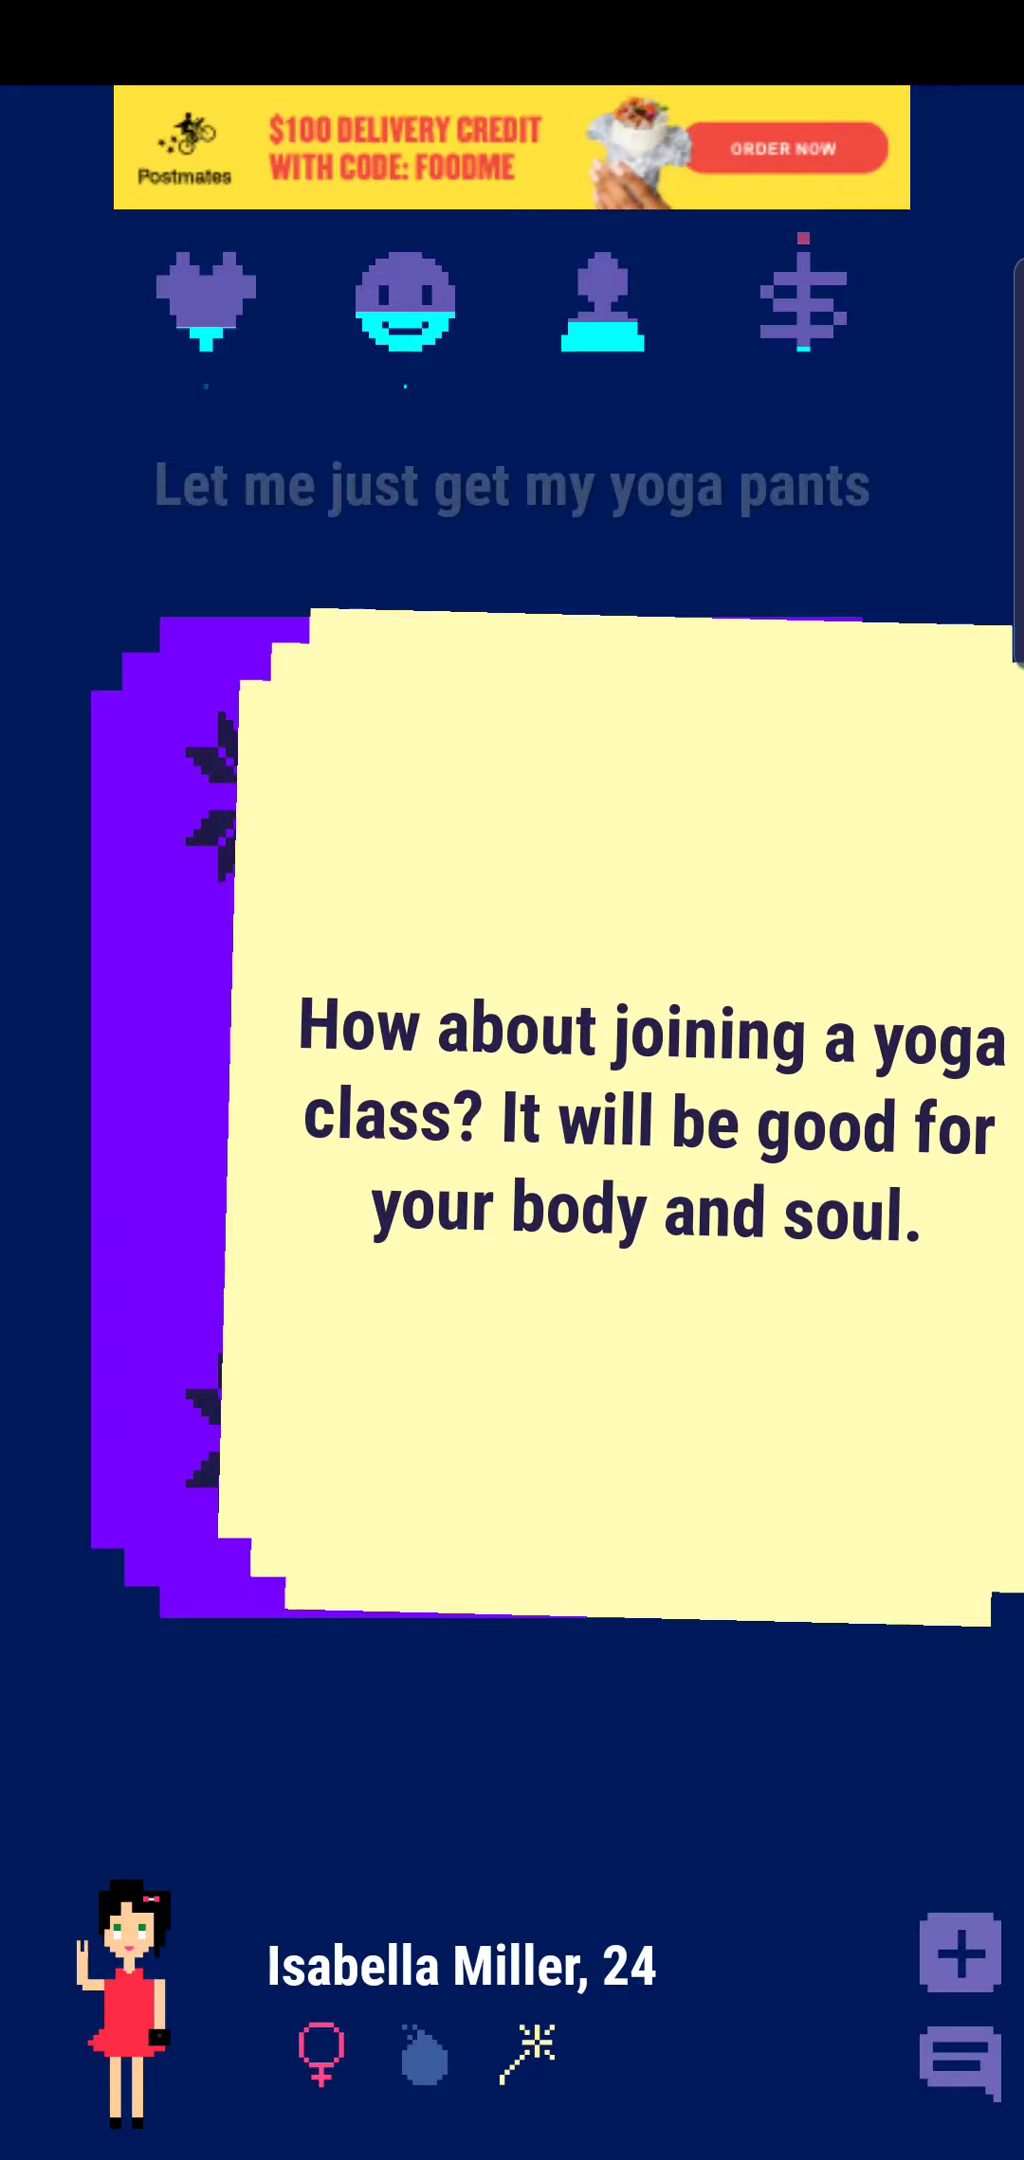 Postmates
$100 DELIVERY CREDIT
WITH CODE: FOODME
ORDER NOW
Let me just get my yoga pants
How about joining a yoga
class? It will be good for
your body and soul.
Isabella Miller, 24